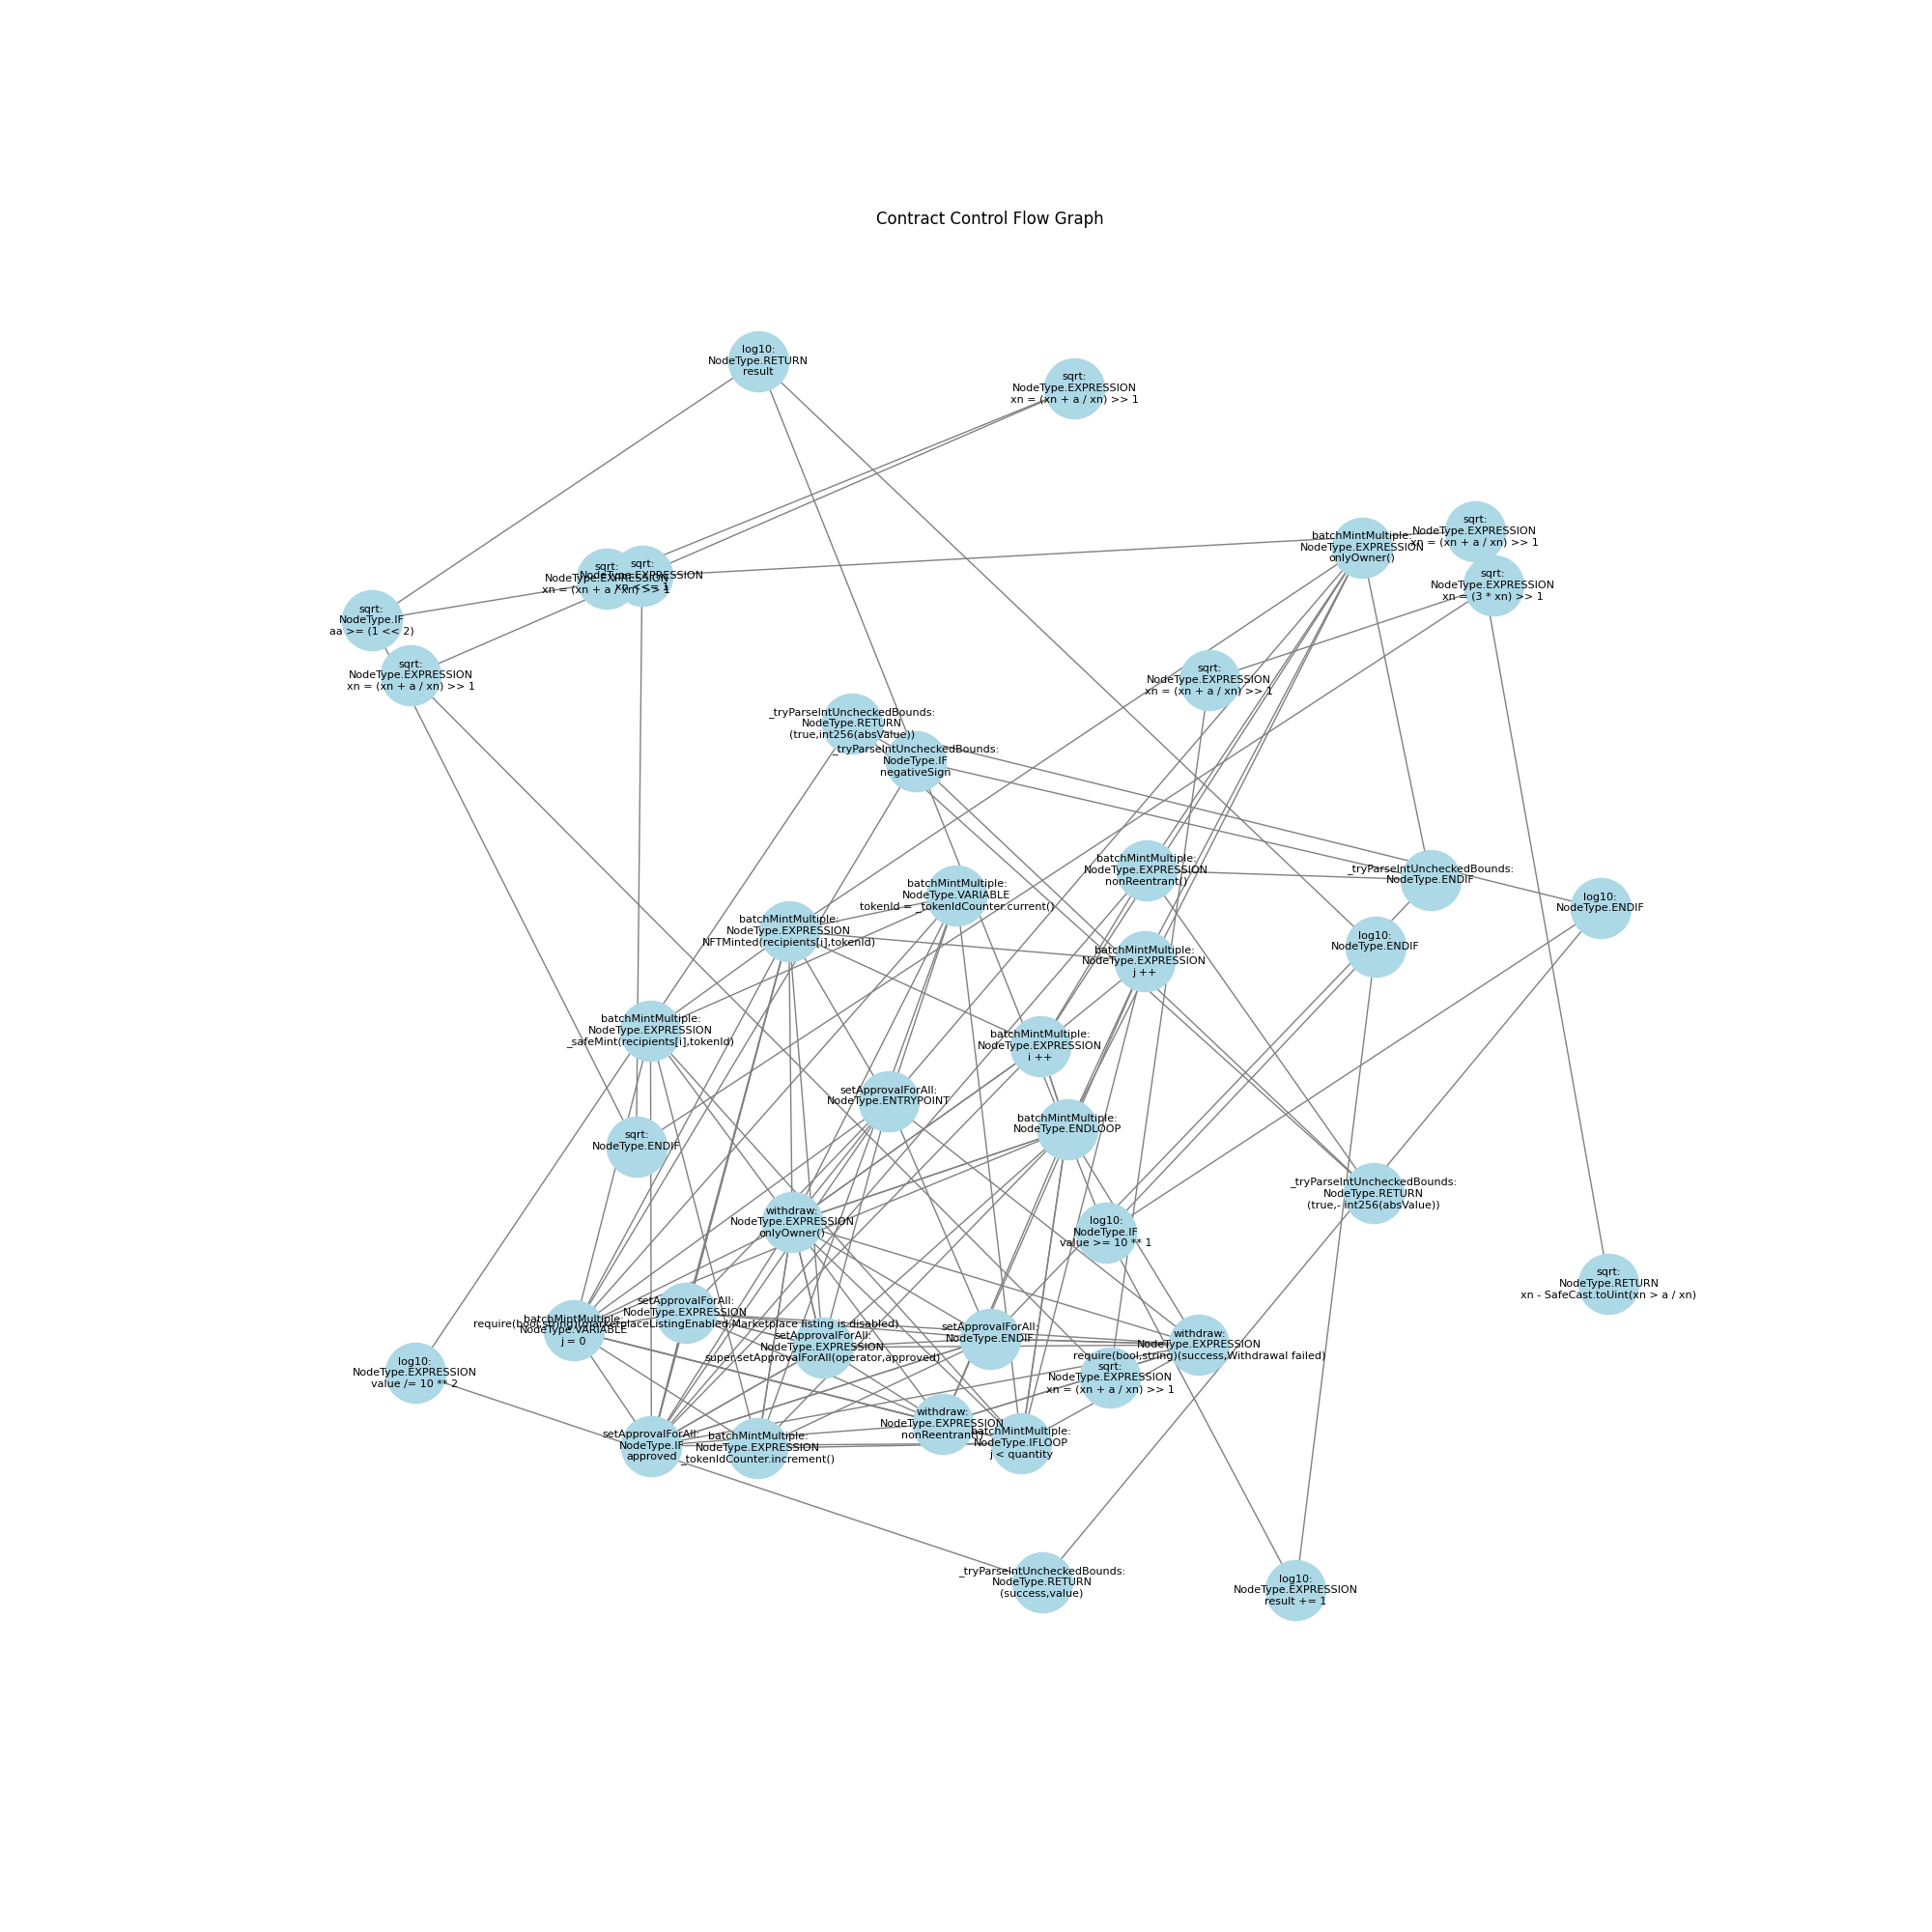 Contract Control Flow Graph
log10:
NodeType.RETURN
result
sqrt:
NodeType.EXPRESSION
xn = (xn + a / xn) >> 1
sqrt:
NodeType.EXPRESSION
xn = (xn + a / xn) >> 1
batchMintMultiple:
NodeType.EXPRESSION
onlyOwner()
sqrt:
NodeType.EXPRESSION
xn = (xn + a / xn) >> 1
sqrt:
NodeType.EXPRESSION
xn <<= 1
sqrt:
NodeType.EXPRESSION
xn = (3 * xn) >> 1
sqrt:
NodeType.IF
aa >= (1 << 2)
sqrt:
NodeType.EXPRESSION
xn = (xn + a / xn) >> 1
sqrt:
NodeType.EXPRESSION
xn = (xn + a / xn) >> 1
_tryParseIntUncheckedBounds:
NodeType.RETURN
(true,int256(absValue))
_tryParseIntUncheckedBounds:
NodeType.IF
negativeSign
batchMintMultiple:
NodeType.EXPRESSION
nonReentrant()
_tryParseIntUncheckedBounds:
NodeType.ENDIF
batchMintMultiple:
NodeType.VARIABLE
tokenId = _tokenIdCounter.current()
log10:
NodeType.ENDIF
batchMintMultiple:
NodeType.EXPRESSION
NFTMinted(recipients[i],tokenId)
log10:
NodeType.ENDIF
batchMintMultiple:
NodeType.EXPRESSION
j ++
batchMintMultiple:
NodeType.EXPRESSION
_safeMint(recipients[i],tokenId)
batchMintMultiple:
NodeType.EXPRESSION
i ++
setApprovalForAll:
NodeType.ENTRYPOINT
batchMintMultiple:
NodeType.ENDLOOP
sqrt:
NodeType.ENDIF
_tryParseIntUncheckedBounds:
NodeType.RETURN
(true,- int256(absValue))
withdraw:
NodeType.EXPRESSION
onlyOwner()
log10:
NodeType.IF
value >= 10 ** 1
sqrt:
NodeType.RETURN
xn - SafeCast.toUint(xn > a / xn)
setApprovalForAll:
NodeType.EXPRESSION
require(bool,string)(marketplaceListingEnabled,Marketplace listing is disabled)
batchMintMultiple:
NodeType.VARIABLE
j = 0
setApprovalForAll:
NodeType.EXPRESSION
super.setApprovalForAll(operator,approved)
setApprovalForAll:
NodeType.ENDIF
withdraw:
NodeType.EXPRESSION
require(bool,string)(success,Withdrawal failed)
log10:
NodeType.EXPRESSION
value /= 10 ** 2
sqrt:
NodeType.EXPRESSION
xn = (xn + a / xn) >> 1
withdraw:
NodeType.EXPRESSION
nonReentrant()
setApprovalForAll:
NodeType.IF
approved
batchMintMultiple:
NodeType.EXPRESSION
_tokenIdCounter.increment()
batchMintMultiple:
NodeType.IFLOOP
j < quantity
_tryParseIntUncheckedBounds:
NodeType.RETURN
(success,value)
log10:
NodeType.EXPRESSION
result += 1